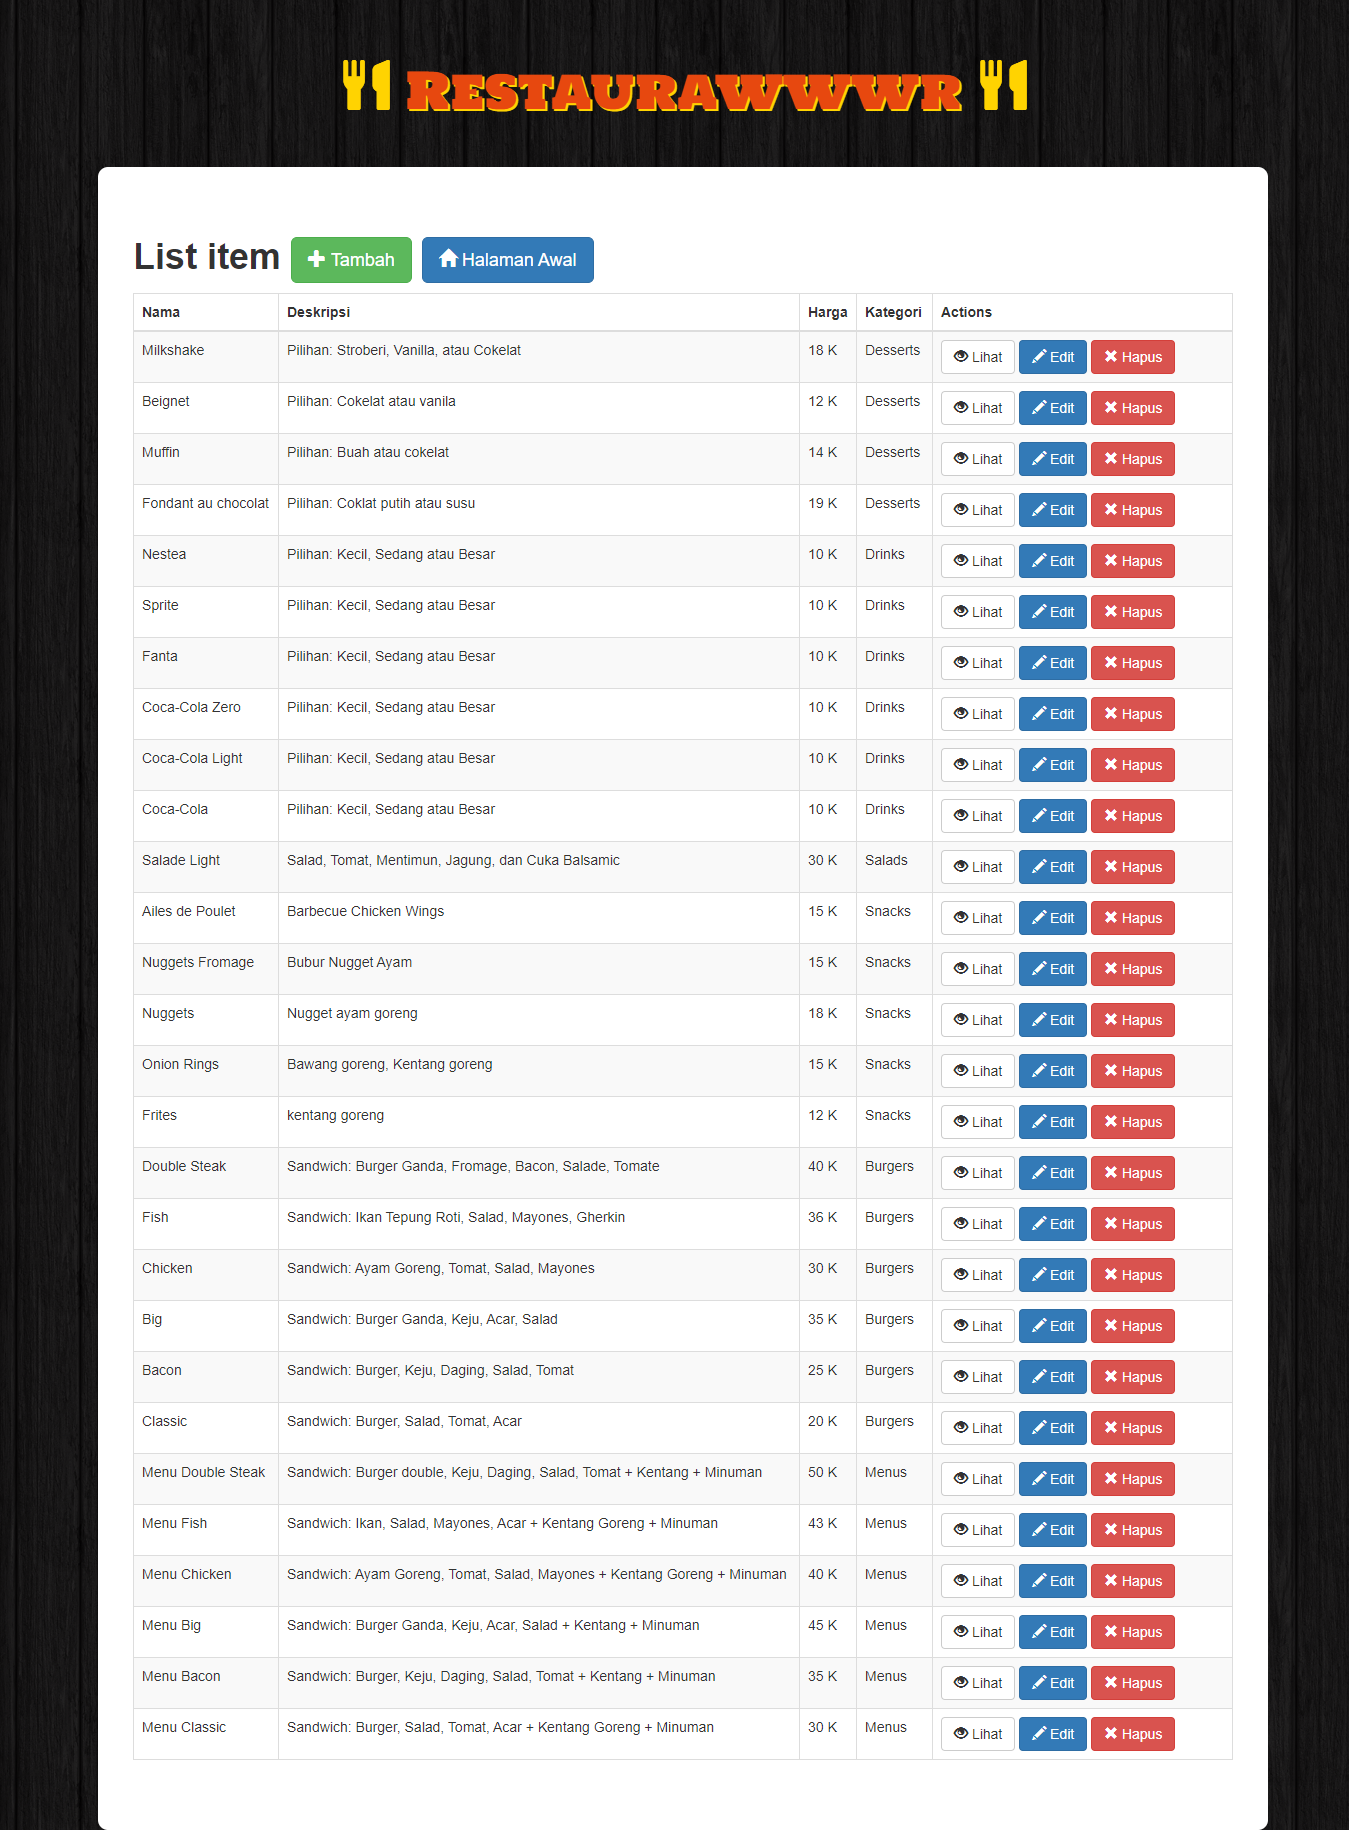 Restaurawwwr
List item Tambah Halaman Awal
Nama Deskripsi Harga Kategori Actions
Milkshake Pilihan: Stroberi, Vanilla, atau Cokelat 18 K Desserts Lihat Edit Hapus
Beignet Pilihan: Cokelat atau vanila 12 K Desserts Lihat Edit Hapus
Muffin Pilihan: Buah atau cokelat 14 K Desserts Lihat Edit Hapus
Fondant au chocolat Pilihan: Coklat putih atau susu 19 K Desserts Lihat Edit Hapus
Nestea Pilihan: Kecil, Sedang atau Besar 10 K Drinks Lihat Edit Hapus
Sprite Pilihan: Kecil, Sedang atau Besar 10 K Drinks Lihat Edit Hapus
Fanta Pilihan: Kecil, Sedang atau Besar 10 K Drinks Lihat Edit Hapus
Coca-Cola Zero Pilihan: Kecil, Sedang atau Besar 10 K Drinks Lihat Edit Hapus
Coca-Cola Light Pilihan: Kecil, Sedang atau Besar 10 K Drinks Lihat Edit Hapus
Coca-Cola Pilihan: Kecil, Sedang atau Besar 10 K Drinks Lihat Edit Hapus
Salade Light Salad, Tomat, Mentimun, Jagung, dan Cuka Balsamic 30 K Salads Lihat Edit Hapus
Ailes de Poulet Barbecue Chicken Wings 15 K Snacks Lihat Edit Hapus
Nuggets Fromage Bubur Nugget Ayam 15 K Snacks Lihat Edit Hapus
Nuggets Nugget ayam goreng 18 K Snacks Lihat Edit Hapus
Onion Rings Bawang goreng, Kentang goreng 15 K Snacks Lihat Edit Hapus
Frites kentang goreng 12 K Snacks Lihat Edit Hapus
Double Steak Sandwich: Burger Ganda, Fromage, Bacon, Salade, Tomate 40 K Burgers Lihat Edit Hapus
Fish Sandwich: Ikan Tepung Roti, Salad, Mayones, Gherkin 36 K Burgers Lihat Edit Hapus
Chicken Sandwich: Ayam Goreng, Tomat, Salad, Mayones 30 K Burgers Lihat Edit Hapus
Big Sandwich: Burger Ganda, Keju, Acar, Salad 35 K Burgers Lihat Edit Hapus
Bacon Sandwich: Burger, Keju, Daging, Salad, Tomat 25 K Burgers Lihat Edit Hapus
Classic Sandwich: Burger, Salad, Tomat, Acar 20 K Burgers Lihat Edit Hapus
Menu Double Steak Sandwich: Burger double, Keju, Daging, Salad, Tomat + Kentang + Minuman 50 K Menus Lihat Edit Hapus
Menu Fish Sandwich: Ikan, Salad, Mayones, Acar + Kentang Goreng + Minuman 43 K Menus Lihat Edit Hapus
Menu Chicken Sandwich: Ayam Goreng, Tomat, Salad, Mayones + Kentang Goreng + Minuman 40 K Menus Lihat Edit Hapus
Menu Big Sandwich: Burger Ganda, Keju, Acar, Salad + Kentang + Minuman 45 K Menus Lihat Edit Hapus
Menu Bacon Sandwich: Burger, Keju, Daging, Salad, Tomat + Kentang + Minuman 35 K Menus Lihat Edit Hapus
Menu Classic Sandwich: Burger, Salad, Tomat, Acar + Kentang Goreng + Minuman 30 K Menus Lihat Edit Hapus